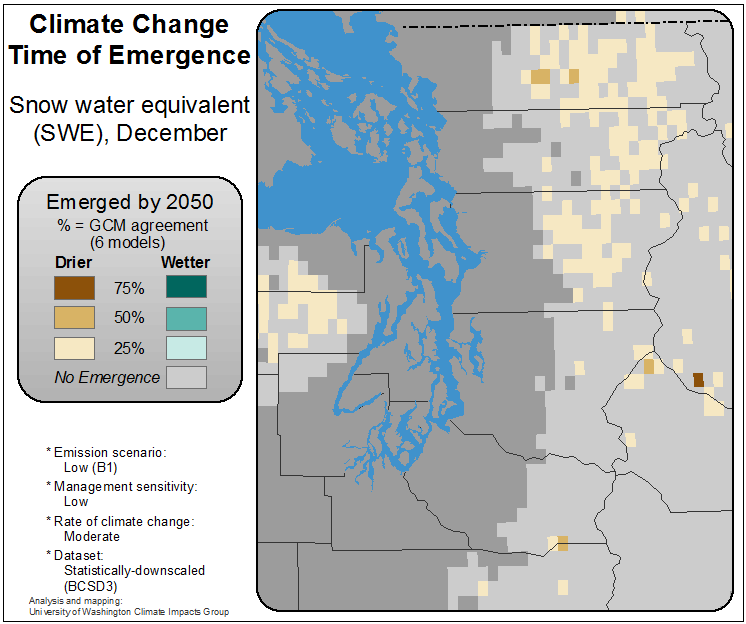 Climate Change
Time of Emergence
Snow water equivalent
(SWE), December
Emerged by 2050
% = GCM agreement
(6 models)
Drier Wetter
75%
50%
25%
No Emergence
* Emission scenario:
Low (B1)
* Management sensitivity:
Low
* Rate of climate change:
Moderate
* Dataset:
Statistically-downscaled
(BCSD3)
Analysis and mapping:
University of Washington Climate Impacts Group